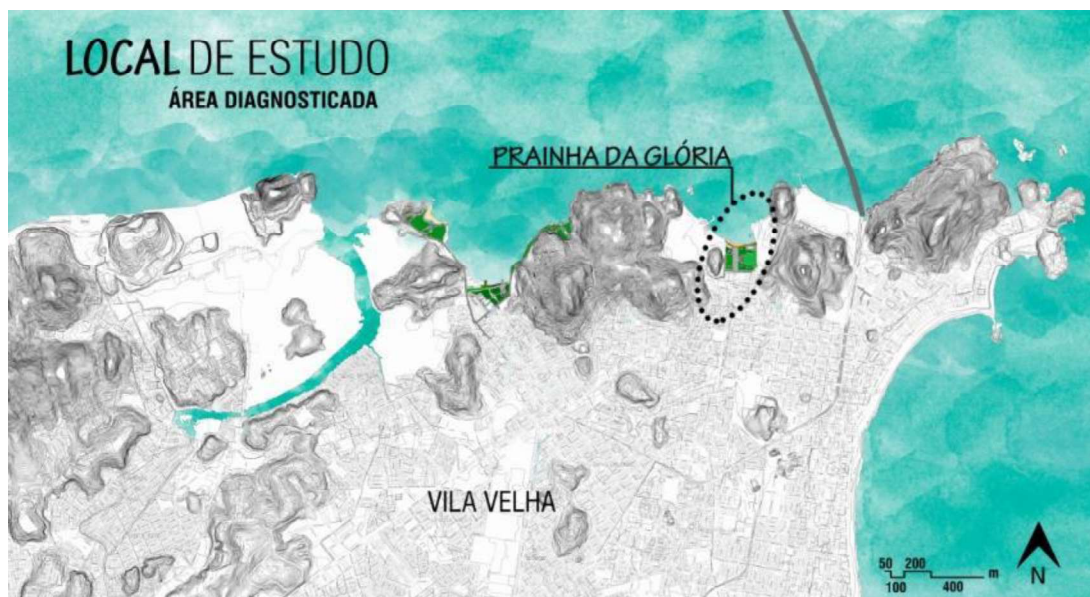 LOCAL DE ESTUDO
ÁREA DIAGNOSTICADA
PRAINHA DA GLÓRIA
VILA VELHA
50 200
100 400 m
N